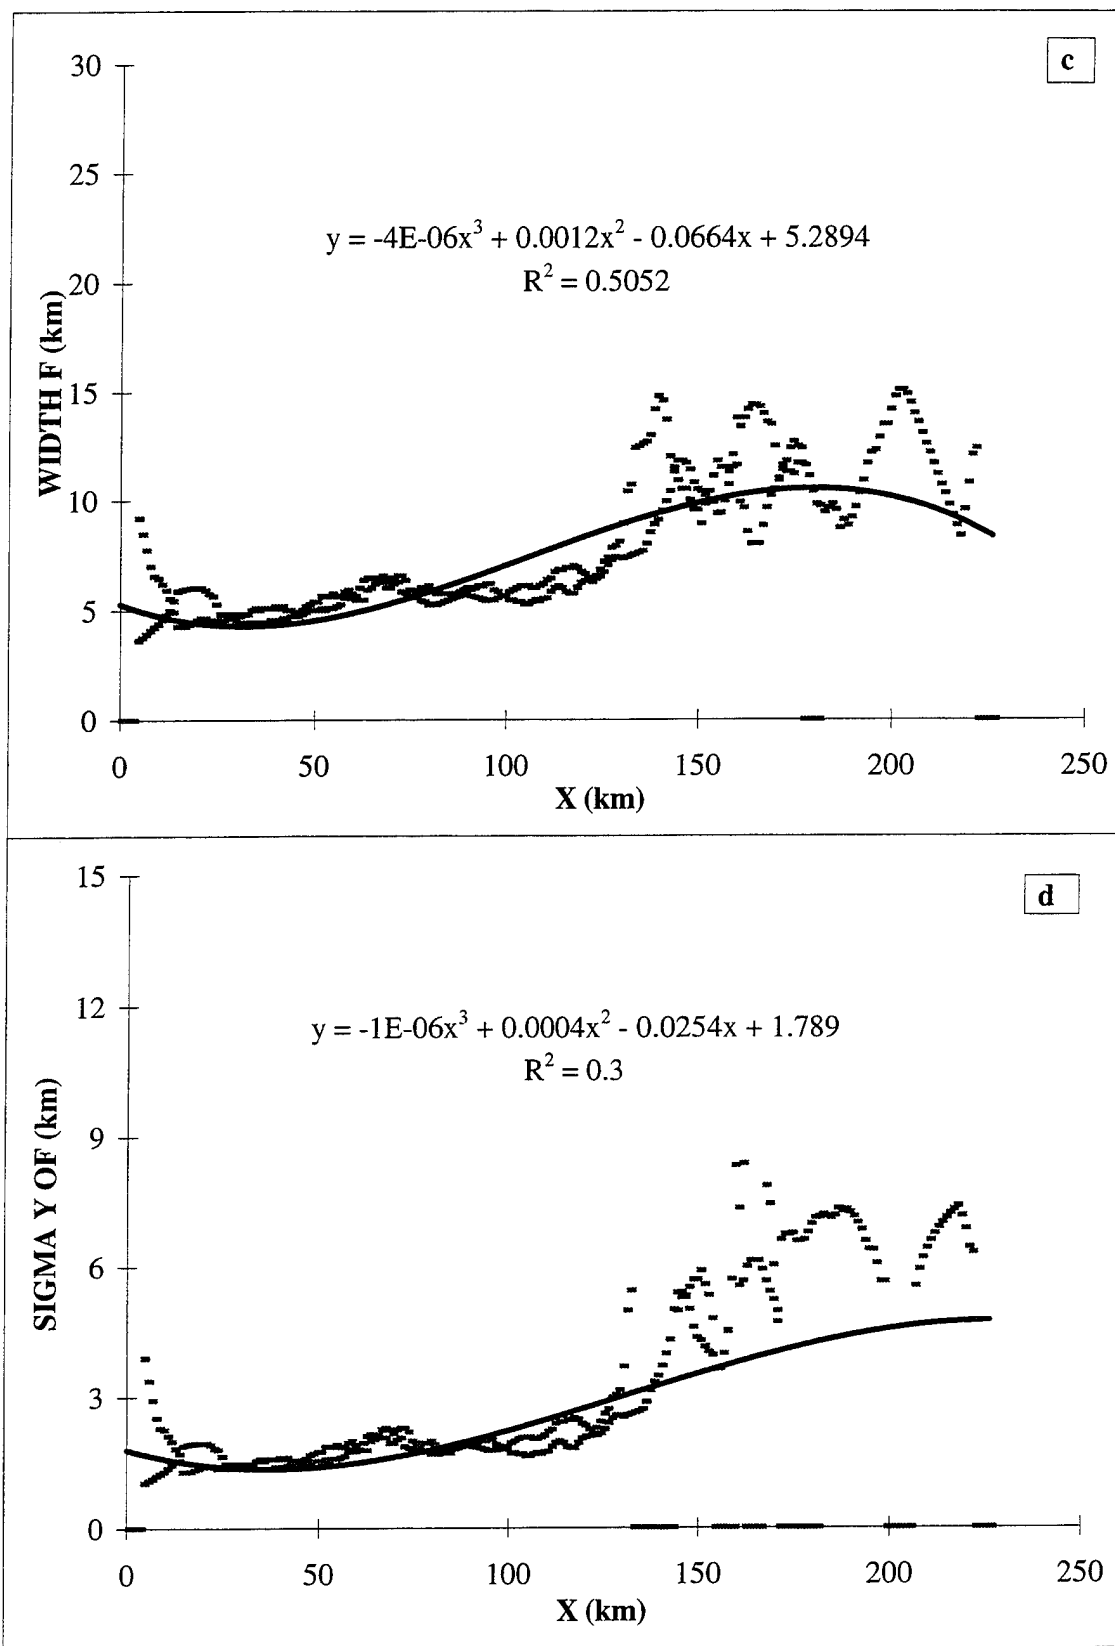 c
30
25
20
15
10
5
0
WIDTH F (km)
y = -4E-06x³ + 0.0012x² - 0.0664x + 5.2894
R² = 0.5052
0 50 100 150 200 250
X (km)
d
15
12
9
6
3
0
SIGMA Y OF (km)
y = -1E-06x³ + 0.0004x² - 0.0254x + 1.789
R² = 0.3
0 50 100 150 200 250
X (km)